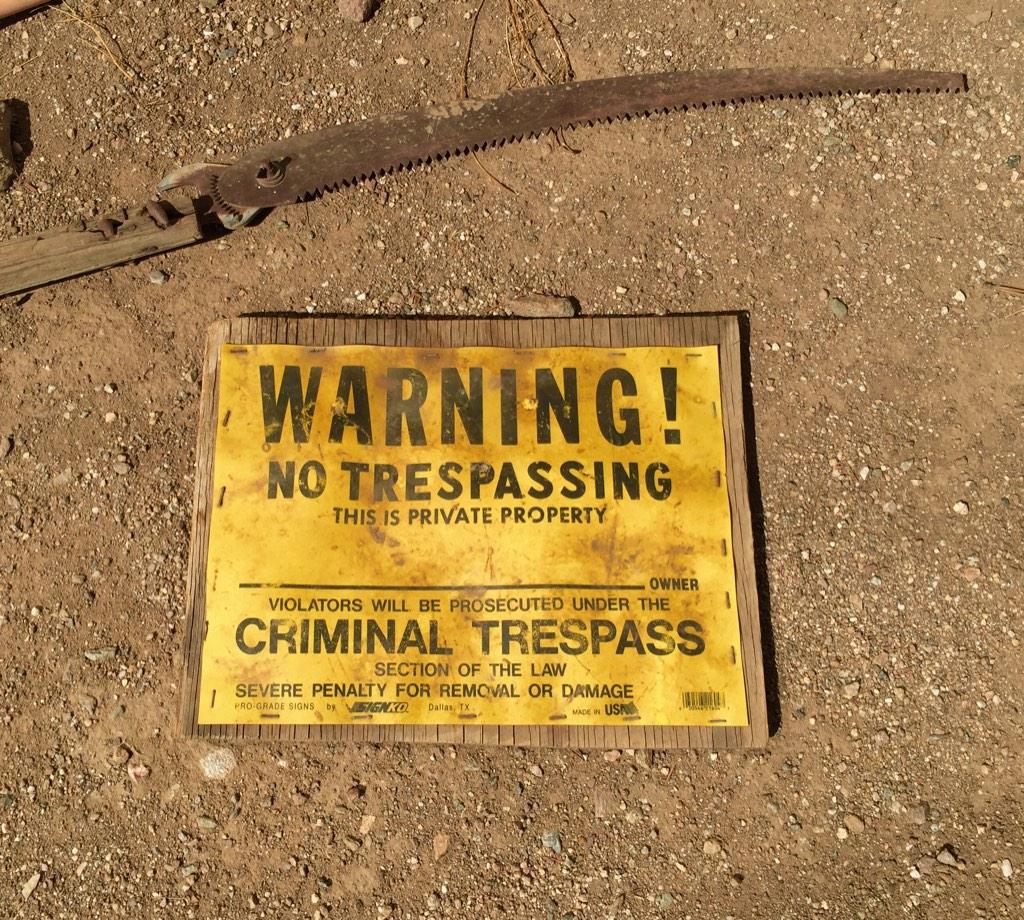 WARNING!
NO TRESPASSING
THIS IS PRIVATE PROPERTY
OWNER
VIOLATORS WILL BE PROSECUTED UNDER THE
CRIMINAL TRESPASS
SECTION OF THE LAW
SEVERE PENALTY FOR REMOVAL OR DAMAGE
PRO-GRADE SIGNS by SIGNKO Dallas, TX MADE IN USA